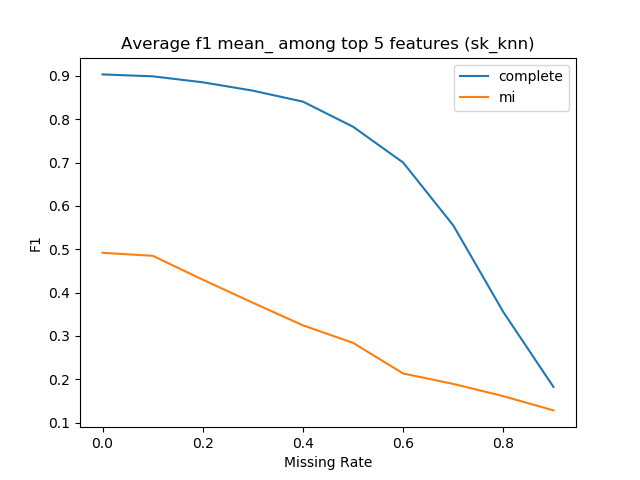 Average f1 mean_ among top 5 features (sk_knn)
complete
mi
F1
0.9
0.8
0.7
0.6
0.5
0.4
0.3
0.2
0.1
0.0 0.2 0.4 0.6 0.8
Missing Rate